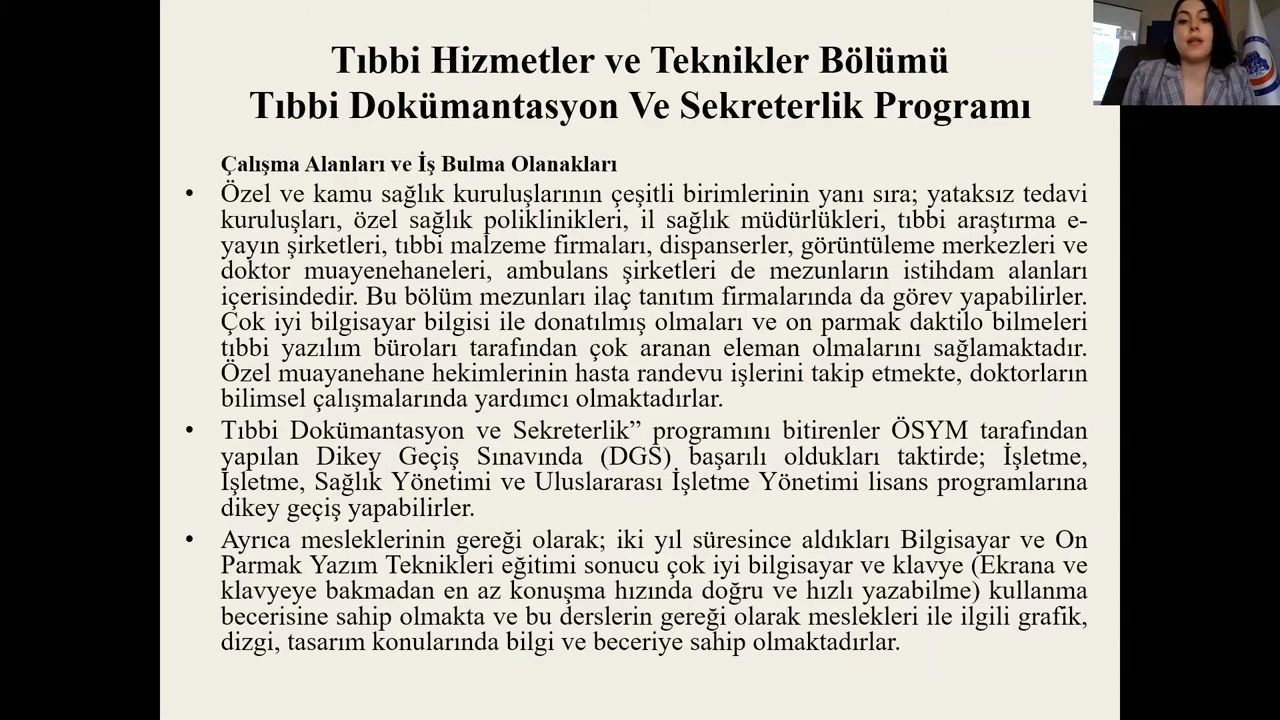 Tıbbi Hizmetler ve Teknikler Bölümü
Tıbbi Dokümantasyon Ve Sekreterlik Programı
Çalışma Alanları ve İş Bulma Olanakları
• Özel ve kamu sağlık kuruluşlarının çeşitli birimlerinin yanı sıra; yataksız tedavi
kuruluşları, özel sağlık poliklinikleri, il sağlık müdürlükleri, tıbbi araştırma e-
yayın şirketleri, tıbbi malzeme firmaları, dispanserler, görüntüleme merkezleri ve
doktor muayenehaneleri, ambulans şirketleri de mezunların istihdam alanları
içerisindedir. Bu bölüm mezunları ilaç tanıtım firmalarında da görev yapabilirler.
Çok iyi bilgisayar bilgisi ile donatılmış olmaları ve on parmak daktilo bilmeleri
tıbbi yazılım büroları tarafından çok aranan eleman olmalarını sağlamaktadır.
Özel muayanehane hekimlerinin hasta randevu işlerini takip etmekte, doktorların
bilimsel çalışmalarında yardımcı olmaktadırlar.
• Tıbbi Dokümantasyon ve Sekreterlik” programını bitirenler ÖSYM tarafından
yapılan Dikey Geçiş Sınavında (DGS) başarılı oldukları taktirde; İşletme,
İşletme, Sağlık Yönetimi ve Uluslararası İşletme Yönetimi lisans programlarına
dikey geçiş yapabilirler.
• Ayrıca mesleklerinin gereği olarak; iki yıl süresince aldıkları Bilgisayar ve On
Parmak Yazım Teknikleri eğitimi sonucu çok iyi bilgisayar ve klavye (Ekrana ve
klavyeye bakmadan en az konuşma hızında doğru ve hızlı yazabilme) kullanma
becerisine sahip olmakta ve bu derslerin gereği olarak meslekleri ile ilgili grafik,
dizgi, tasarım konularında bilgi ve beceriye sahip olmaktadırlar.